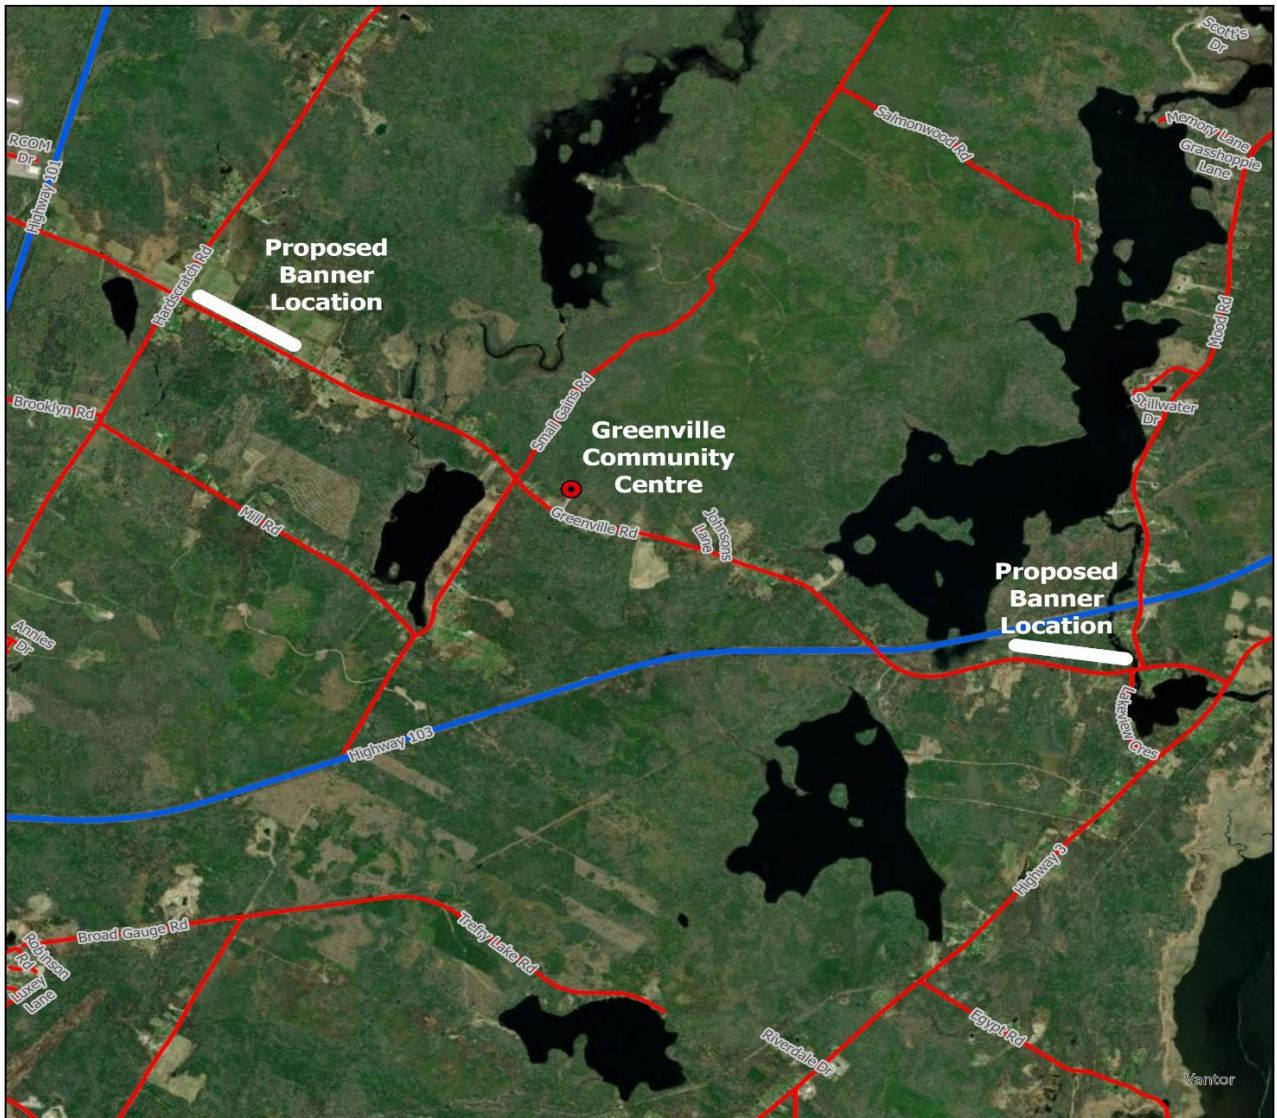 Scott's
Dr
Memory Lane
Grasshoppie
Lane
Salmonwood Rd
RCOM
Dr
Highway 101
Hardscratch Rd
Proposed
Banner
Location
Mood Rd
Small Gains Rd
Brooklyn Rd
Stillwater
Dr
Greenville
Community
Centre
Mill Rd
Greenville Rd
Johnsons
Lane
Proposed
Banner
Location
Annies
Dr
Lakeview Cres
Highway 103
Highway 3
Broad Gauge Rd
Trefry Lake Rd
Robinson
Rd
Luxey
Lane
Egypt Rd
Riverdale Dr
Vantor